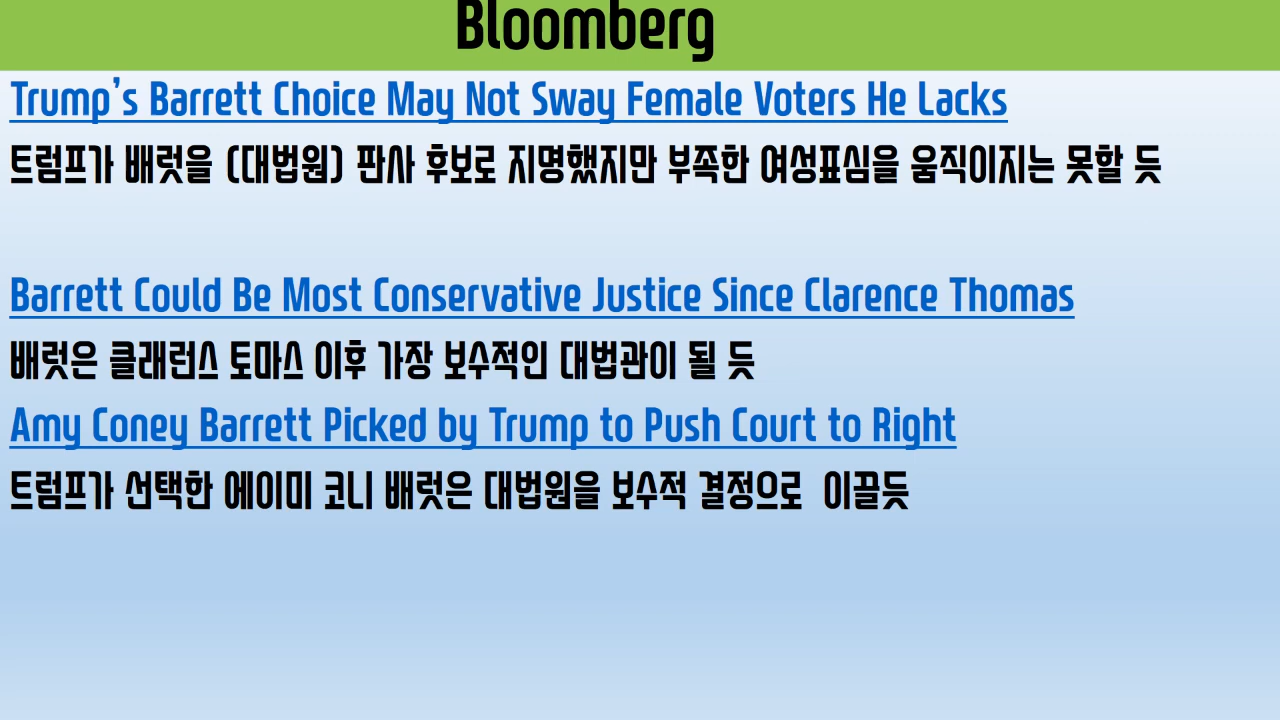 Bloomberg
Trump’s Barrett Choice May Not Sway Female Voters He Lacks
트럼프가 배럿을 (대법원) 판사 후보로 지명했지만 부족한 여성표심을 움직이지는 못할 듯
Barrett Could Be Most Conservative Justice Since Clarence Thomas
배럿은 클래런스 토마스 이후 가장 보수적인 대법관이 될 듯
Amy Coney Barrett Picked by Trump to Push Court to Right
트럼프가 선택한 에이미 코니 배럿은 대법원을 보수적 결정으로  이끌듯